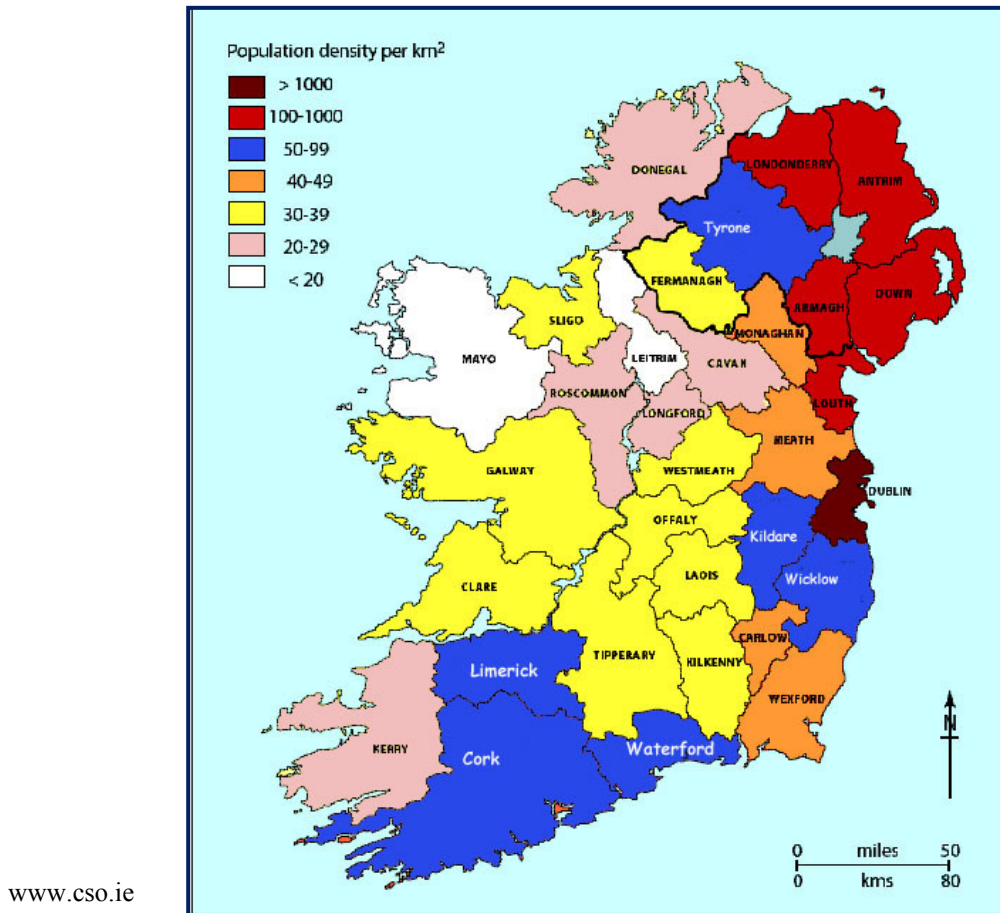 Population density per km²
> 1000
100-1000
50-99
40-49
30-39
20-29
< 20
DONEGAL
LONDONDERRY
ANTRIM
Tyrone
FERMANAGH
ARMAGH
DOWN
MONAGHAN
SLIGO
MAYO
LEITRIM
CAVAN
ROSCOMMON
LONGFORD
LOUTH
MEATH
GALWAY
WESTMEATH
DUBLIN
OFFALY
Kildare
LAOIS
Wicklow
CLARE
CARLOW
TIPPERARY
KILKENNY
Limerick
WEXFORD
KERRY
Cork
Waterford
N
0 miles 50
0 kms 80
www.cso.ie